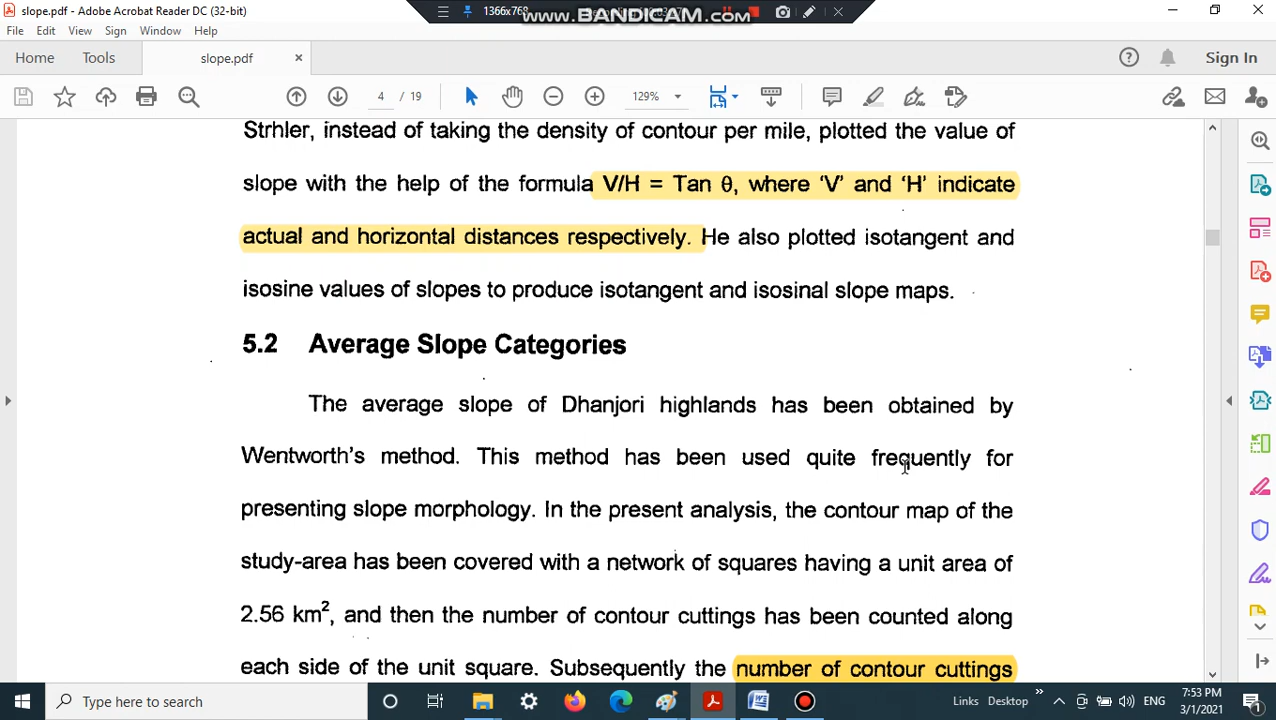 slope.pdf - Adobe Acrobat Reader DC (32-bit)
1366x768
www.BANDICAM.com
File Edit View Sign Window Help
Home Tools slope.pdf × Sign In
4 / 19 129%
Strhler, instead of taking the density of contour per mile, plotted the value of
slope with the help of the formula V/H = Tan θ, where ‘V’ and ‘H’ indicate
actual and horizontal distances respectively. He also plotted isotangent and
isosine values of slopes to produce isotangent and isosinal slope maps.
5.2 Average Slope Categories
The average slope of Dhanjori highlands has been obtained by
Wentworth’s method. This method has been used quite frequently for
presenting slope morphology. In the present analysis, the contour map of the
study-area has been covered with a network of squares having a unit area of
2.56 km², and then the number of contour cuttings has been counted along
each side of the unit square. Subsequently the number of contour cuttings
Type here to search
Links Desktop
ENG
7:53 PM
3/1/2021